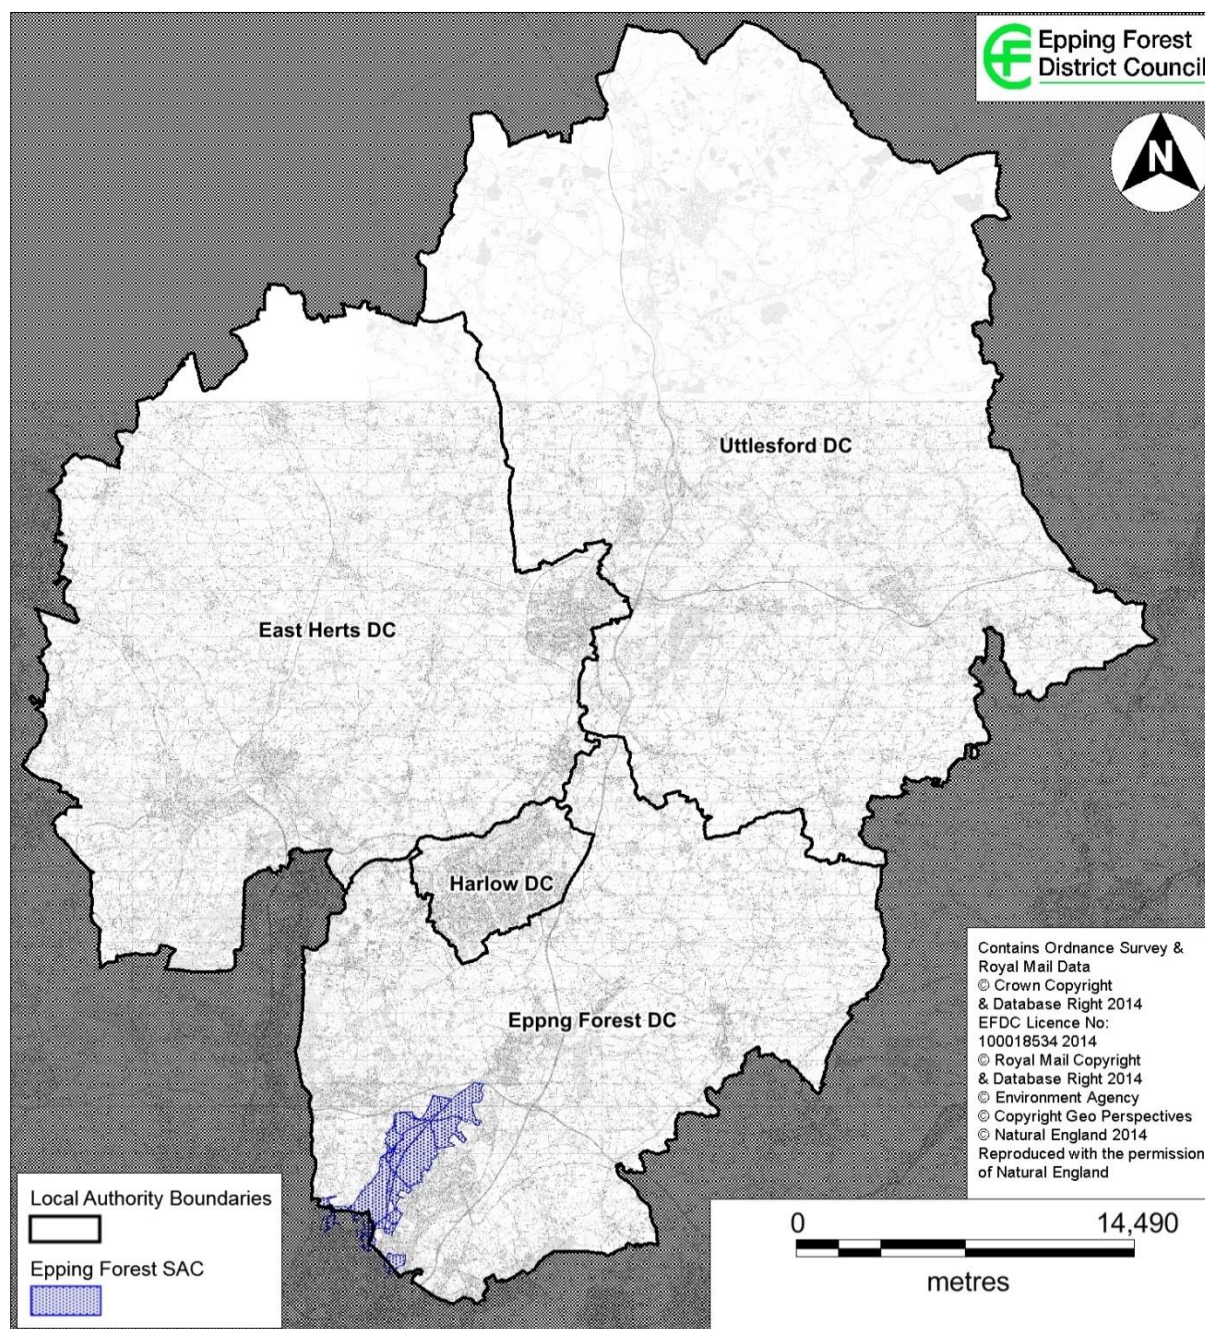 Epping Forest
District Council
N
Uttlesford DC
East Herts DC
Harlow DC
Eppng Forest DC
Contains Ordnance Survey &
Royal Mail Data
© Crown Copyright
& Database Right 2014
EFDC Licence No:
100018534 2014
© Royal Mail Copyright
& Database Right 2014
© Environment Agency
© Copyright Geo Perspectives
© Natural England 2014
Reproduced with the permission
of Natural England
Local Authority Boundaries
Epping Forest SAC
0 14,490
metres